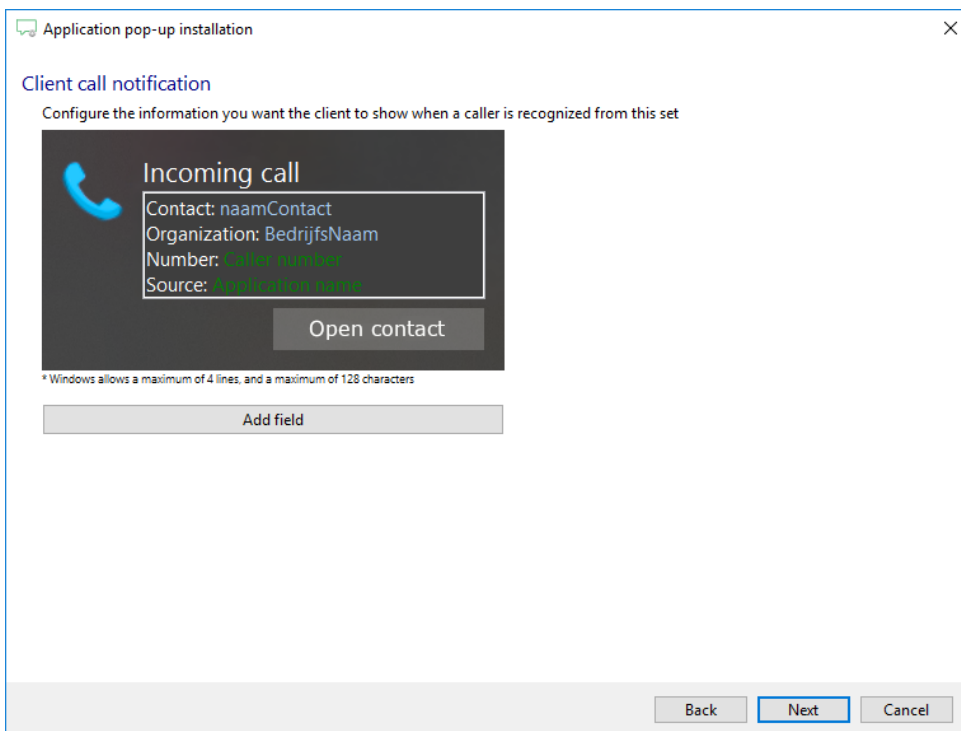 Application pop-up installation
Client call notification
Configure the information you want the client to show when a caller is recognized from this set
Incoming call
Contact: naamContact
Organization: BedrijfsNaam
Number: Caller number
Source: Application name
Open contact
* Windows allows a maximum of 4 lines, and a maximum of 128 characters
Add field
Back Next Cancel